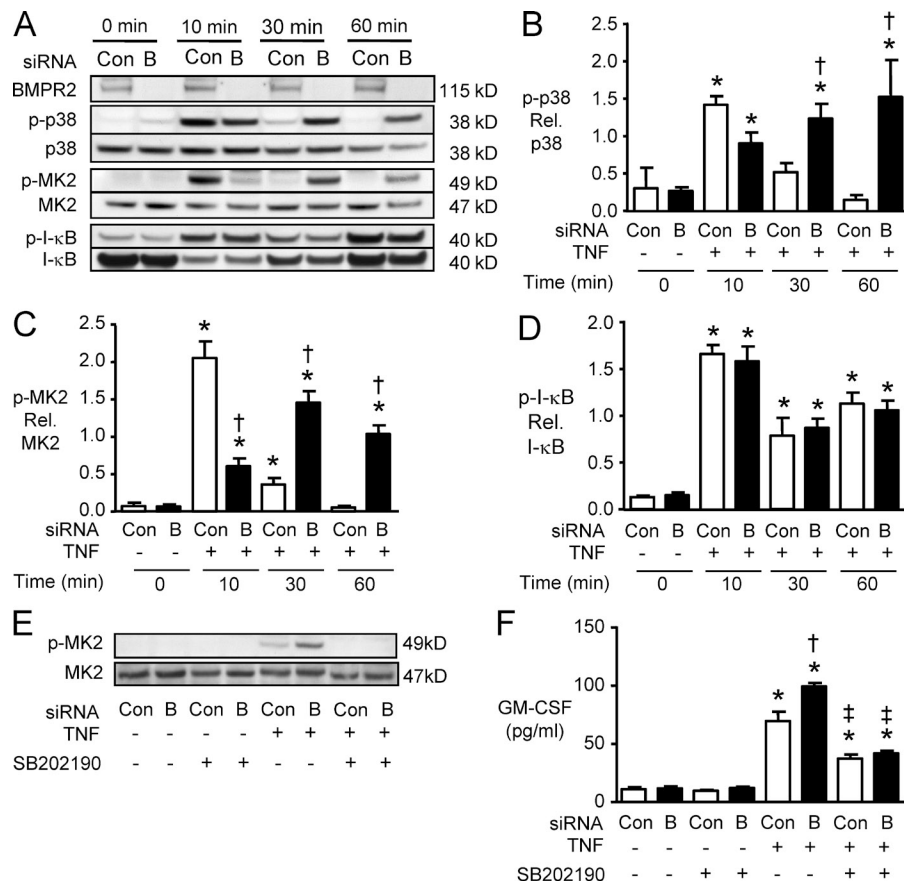 A
0 min 10 min 30 min 60 min
siRNA Con B Con B Con B Con B
BMPR2 115 kD
p-p38 38 kD
p38 38 kD
p-MK2 49 kD
MK2 47 kD
p-I-κB 40 kD
I-κB 40 kD
B
p-p38
Rel.
p38
2.0
1.5
1.0
0.5
0.0
* * † * † *
siRNA Con B Con B Con B Con B
TNF - - + + + + + +
Time (min) 0 10 30 60
C
p-MK2
Rel.
MK2
2.5
2.0
1.5
1.0
0.5
0.0
* † * * † * † *
siRNA Con B Con B Con B Con B
TNF - - + + + + + +
Time (min) 0 10 30 60
D
p-I-κB
Rel.
I-κB
2.0
1.5
1.0
0.5
0.0
* * * * * *
siRNA Con B Con B Con B Con B
TNF - - + + + + + +
Time (min) 0 10 30 60
E
p-MK2 49kD
MK2 47kD
siRNA Con B Con B Con B Con B
TNF - - - - + + + +
SB202190 - - + + - - + +
F
GM-CSF
(pg/ml)
150
100
50
0
* † * ‡ * ‡ *
siRNA Con B Con B Con B Con B
TNF - - - - + + + +
SB202190 - - + + - - + +